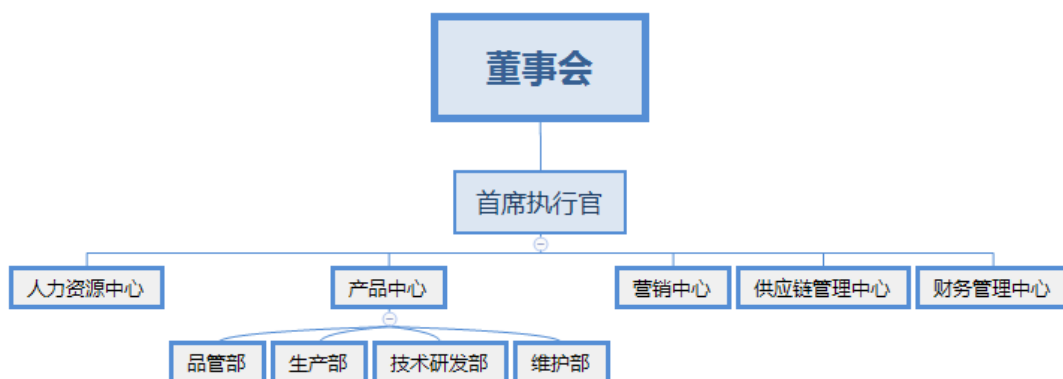 董事会
首席执行官
人力资源中心
产品中心
营销中心
供应链管理中心
财务管理中心
品管部
生产部
技术研发部
维护部